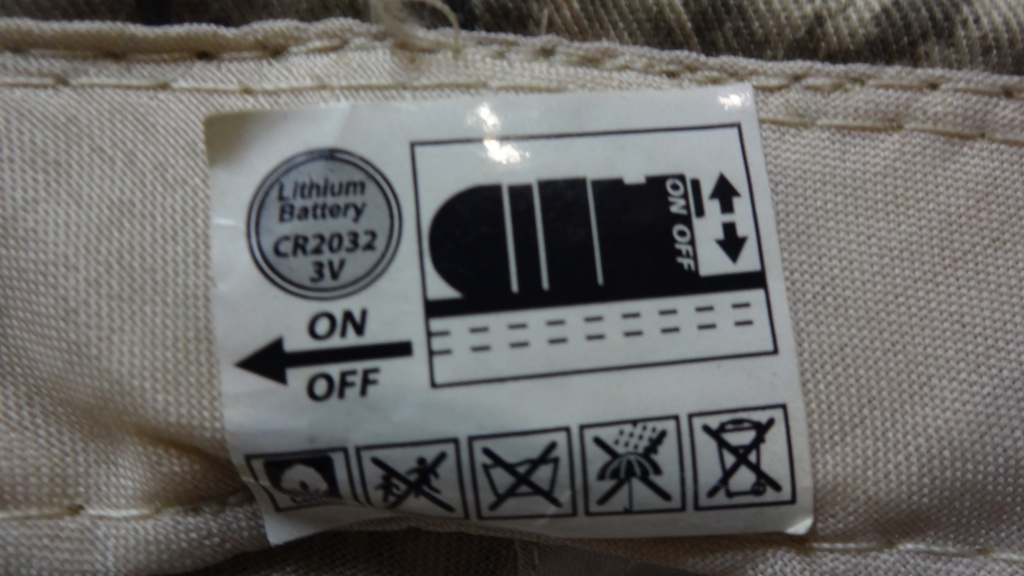 Lithium
Battery
CR2032
3V
ON
OFF
ON OFF